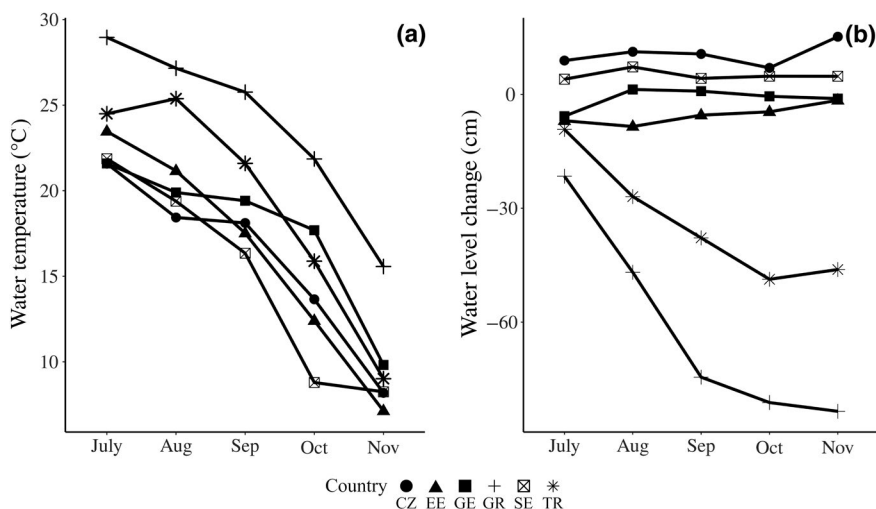 (a)
Water temperature (°C)
30
25
20
15
10
July Aug Sep Oct Nov
(b)
Water level change (cm)
0
−30
−60
July Aug Sep Oct Nov
Country
CZ EE GE GR SE TR